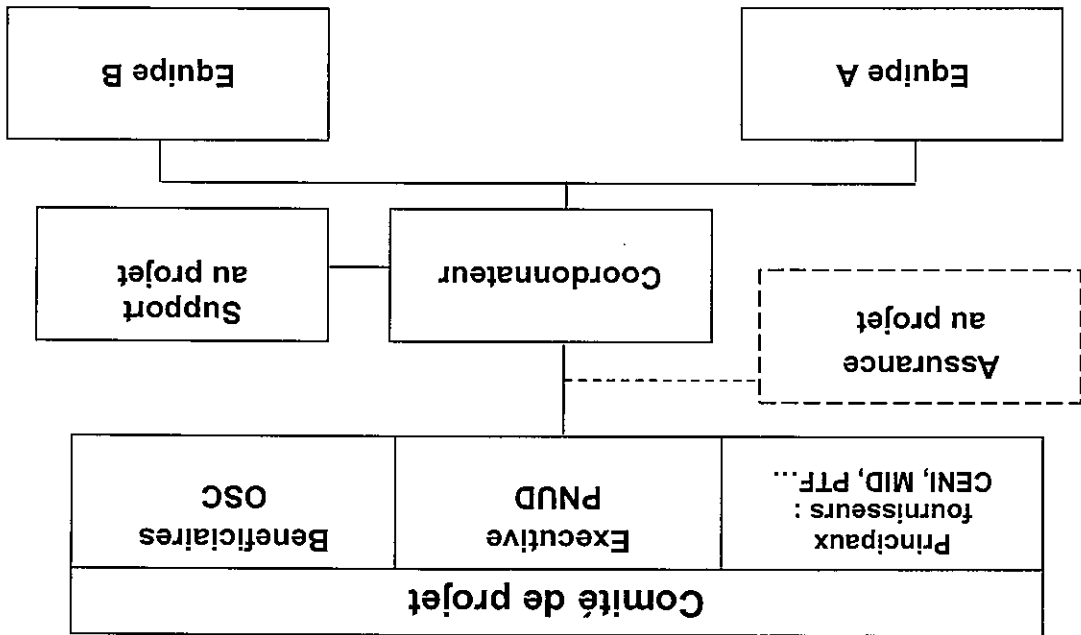 Comité de projet
Principaux
fournisseurs :
CENI, MID, PTF...
Executive
PNUD
Beneficiaires
OSC
Assurance
au projet
Coordonnateur
Support
au projet
Equipe A
Equipe B